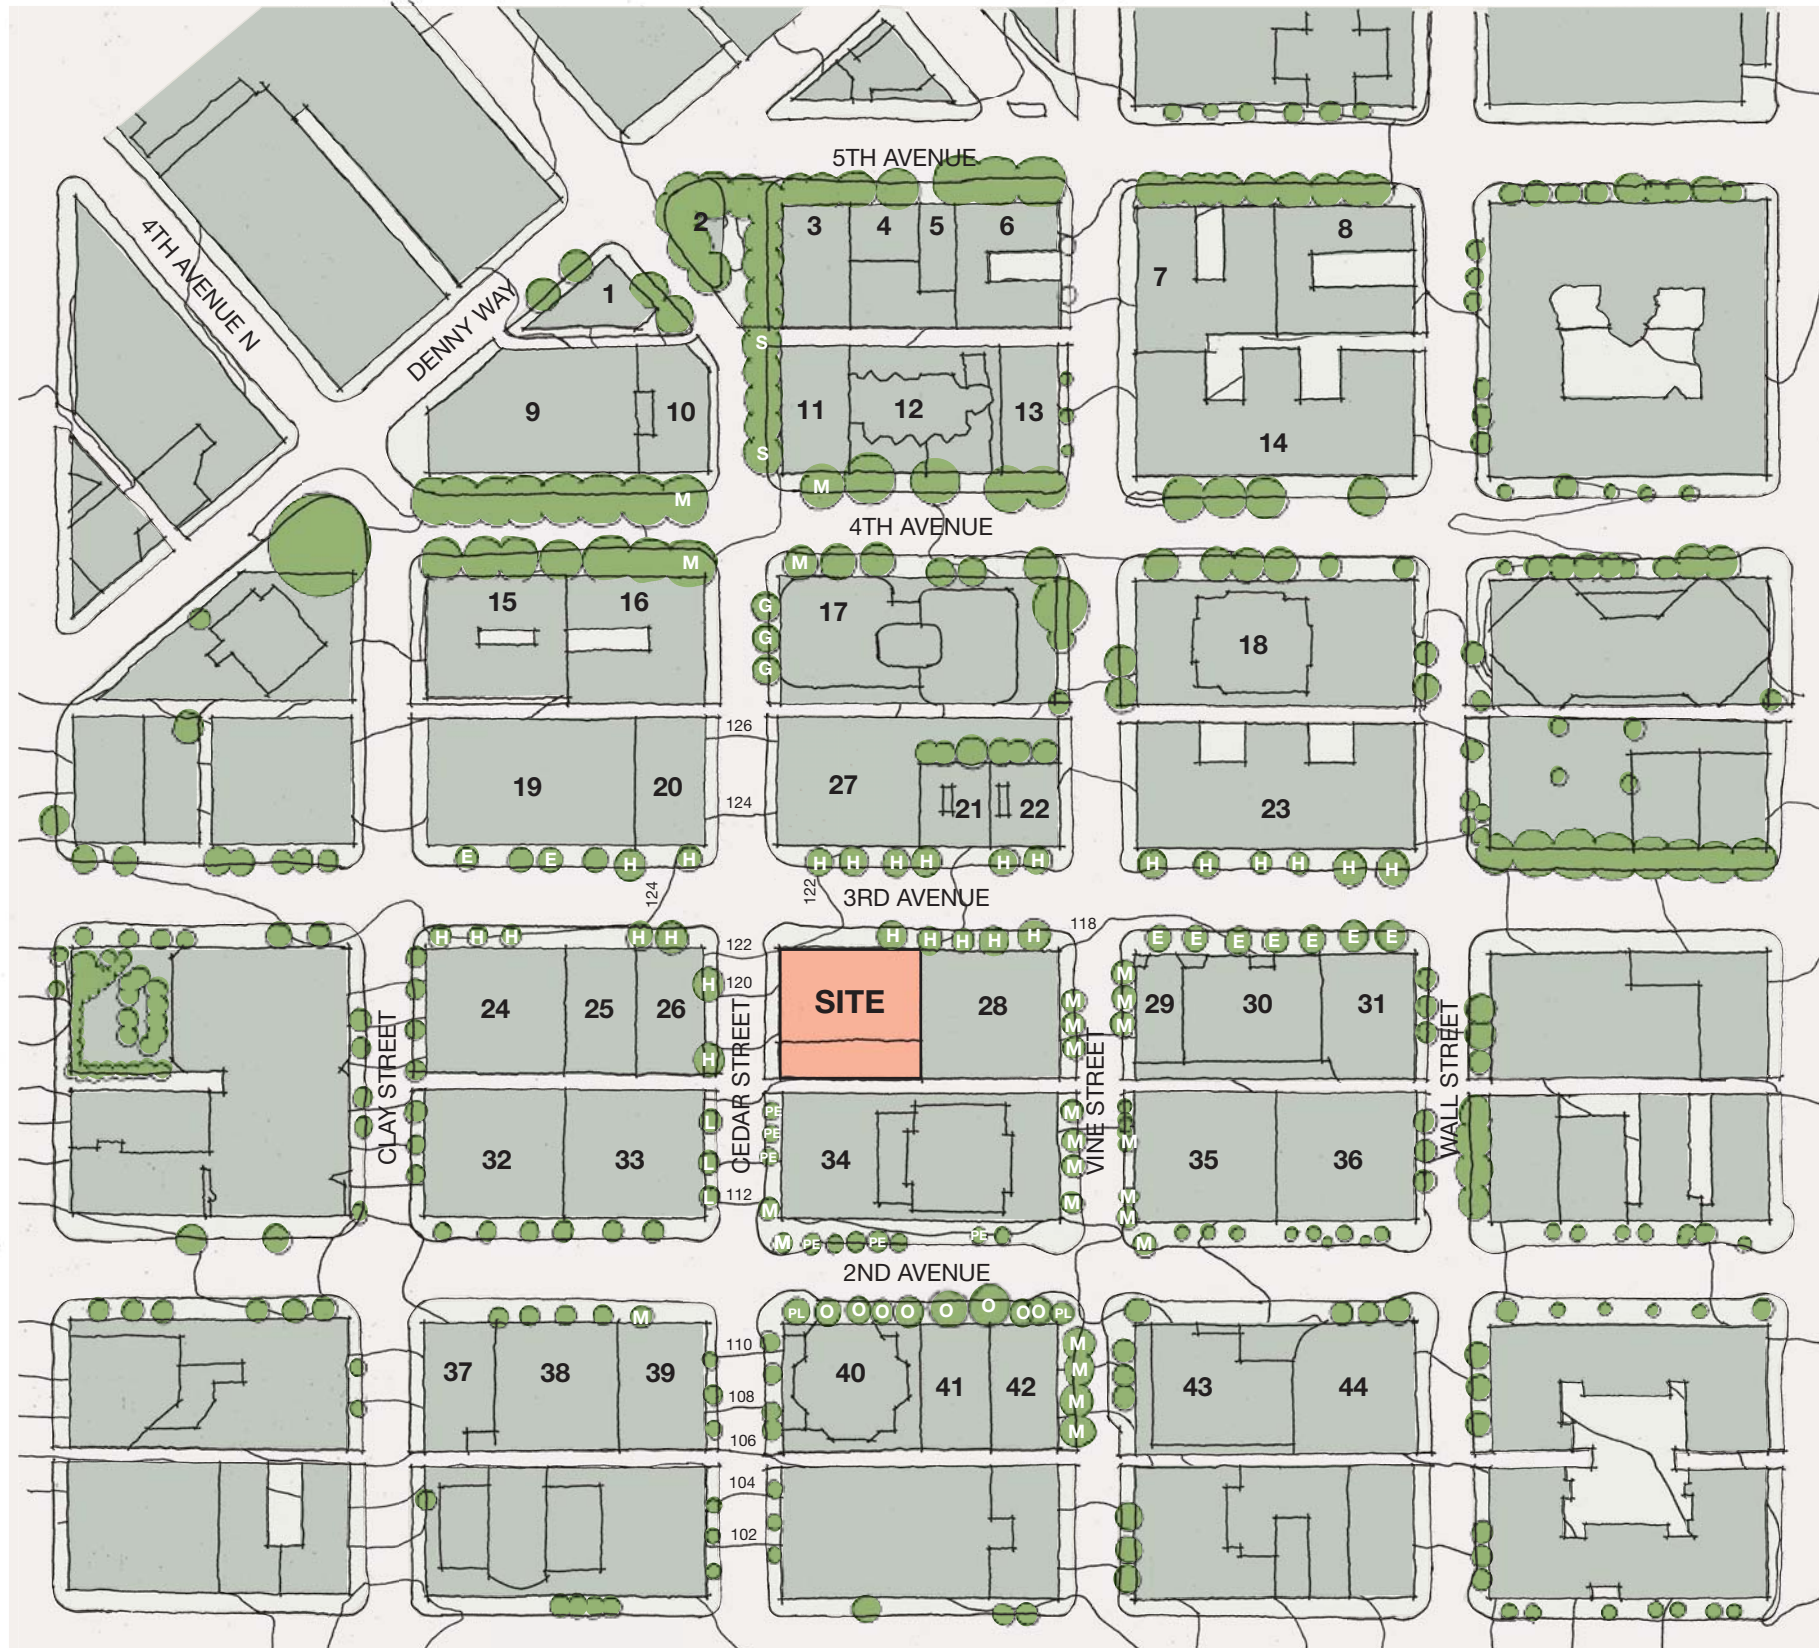 5TH AVENUE
2
3
4
5
6
8
4TH AVENUE N
7
1
DENNY WAY
S
9
10
11
12
13
14
S
M
M
4TH AVENUE
M
M
15
16
G
17
G
18
G
126
19
20
124
27
21
22
23
E
E
H
H
H
H
H
H
H
H
H
H
H
H
H
H
124
122
3RD AVENUE
118
H
H
H
H
H
122
H
H
H
H
H
E
E
E
E
E
E
E
H
120
M
M
M
24
25
26
SITE
28
M
M
M
29
30
31
H
CLAY STREET
CEDAR STREET
VINE STREET
WALL STREET
L
L
L
PE
PE
PE
M
M
M
M
M
32
33
34
35
36
112
M
M
M
M
PE
PE
PE
M
2ND AVENUE
M
PL
O
O
O
O
O
O
O
O
PL
110
M
M
M
M
37
38
39
40
41
42
43
44
108
106
104
102